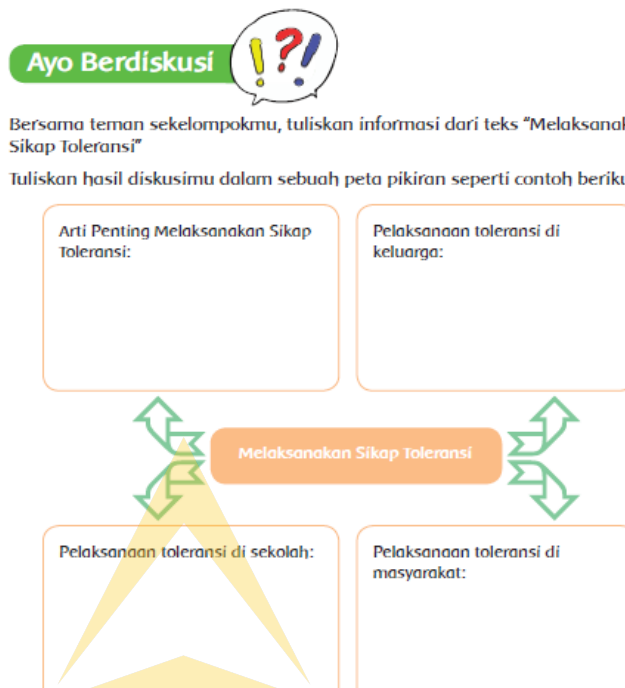 Ayo Berdiskusi
Bersama teman sekelompokmu, tuliskan informasi dari teks “Melaksanak
Sikap Toleransi”
Tuliskan hasil diskusimu dalam sebuah peta pikiran seperti contoh beriku
Arti Penting Melaksanakan Sikap
Toleransi:
Pelaksanaan toleransi di
keluarga:
Melaksanakan Sikap Toleransi
Pelaksanaan toleransi di sekolah:
Pelaksanaan toleransi di
masyarakat: